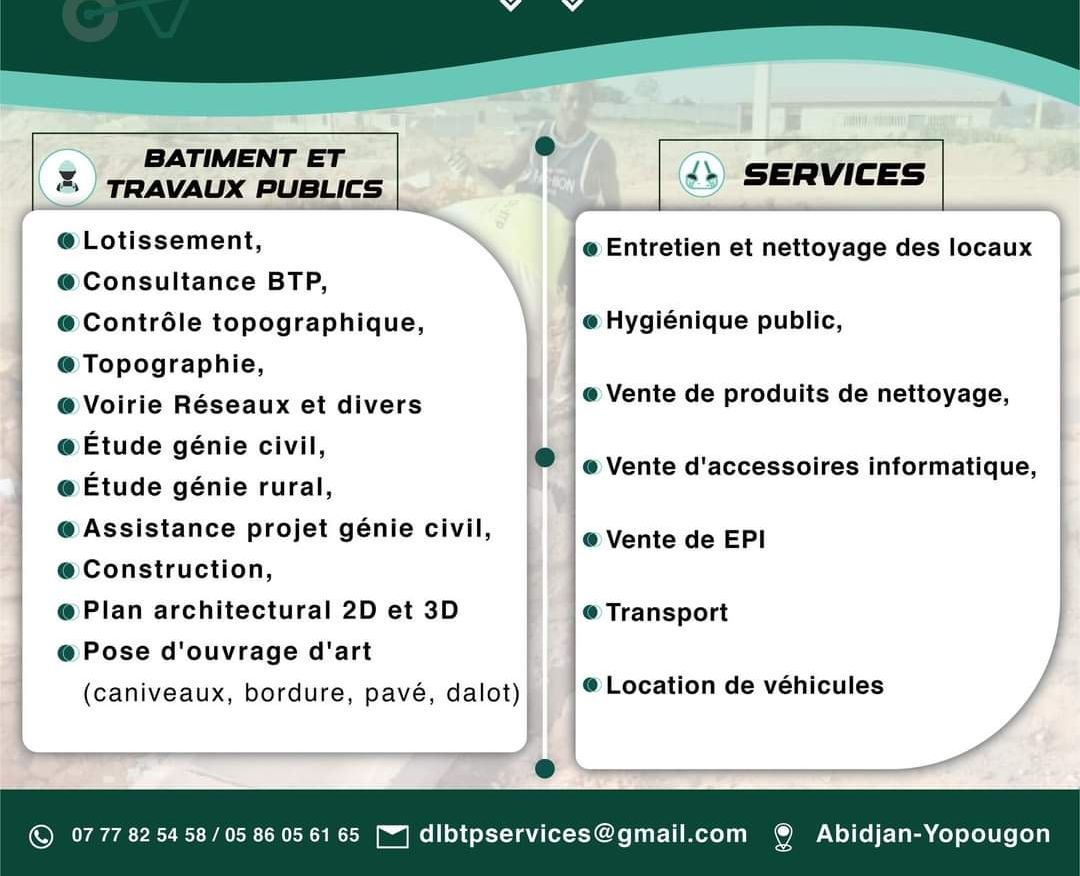 BATIMENT ET
TRAVAUX PUBLICS
Lotissement,
Consultance BTP,
Contrôle topographique,
Topographie,
Voirie Réseaux et divers
Étude génie civil,
Étude génie rural,
Assistance projet génie civil,
Construction,
Plan architectural 2D et 3D
Pose d'ouvrage d'art
(caniveaux, bordure, pavé, dalot)
SERVICES
Entretien et nettoyage des locaux
Hygiénique public,
Vente de produits de nettoyage,
Vente d'accessoires informatique,
Vente de EPI
Transport
Location de véhicules
07 77 82 54 58 / 05 86 05 61 65 dlbtpservices@gmail.com Abidjan-Yopougon